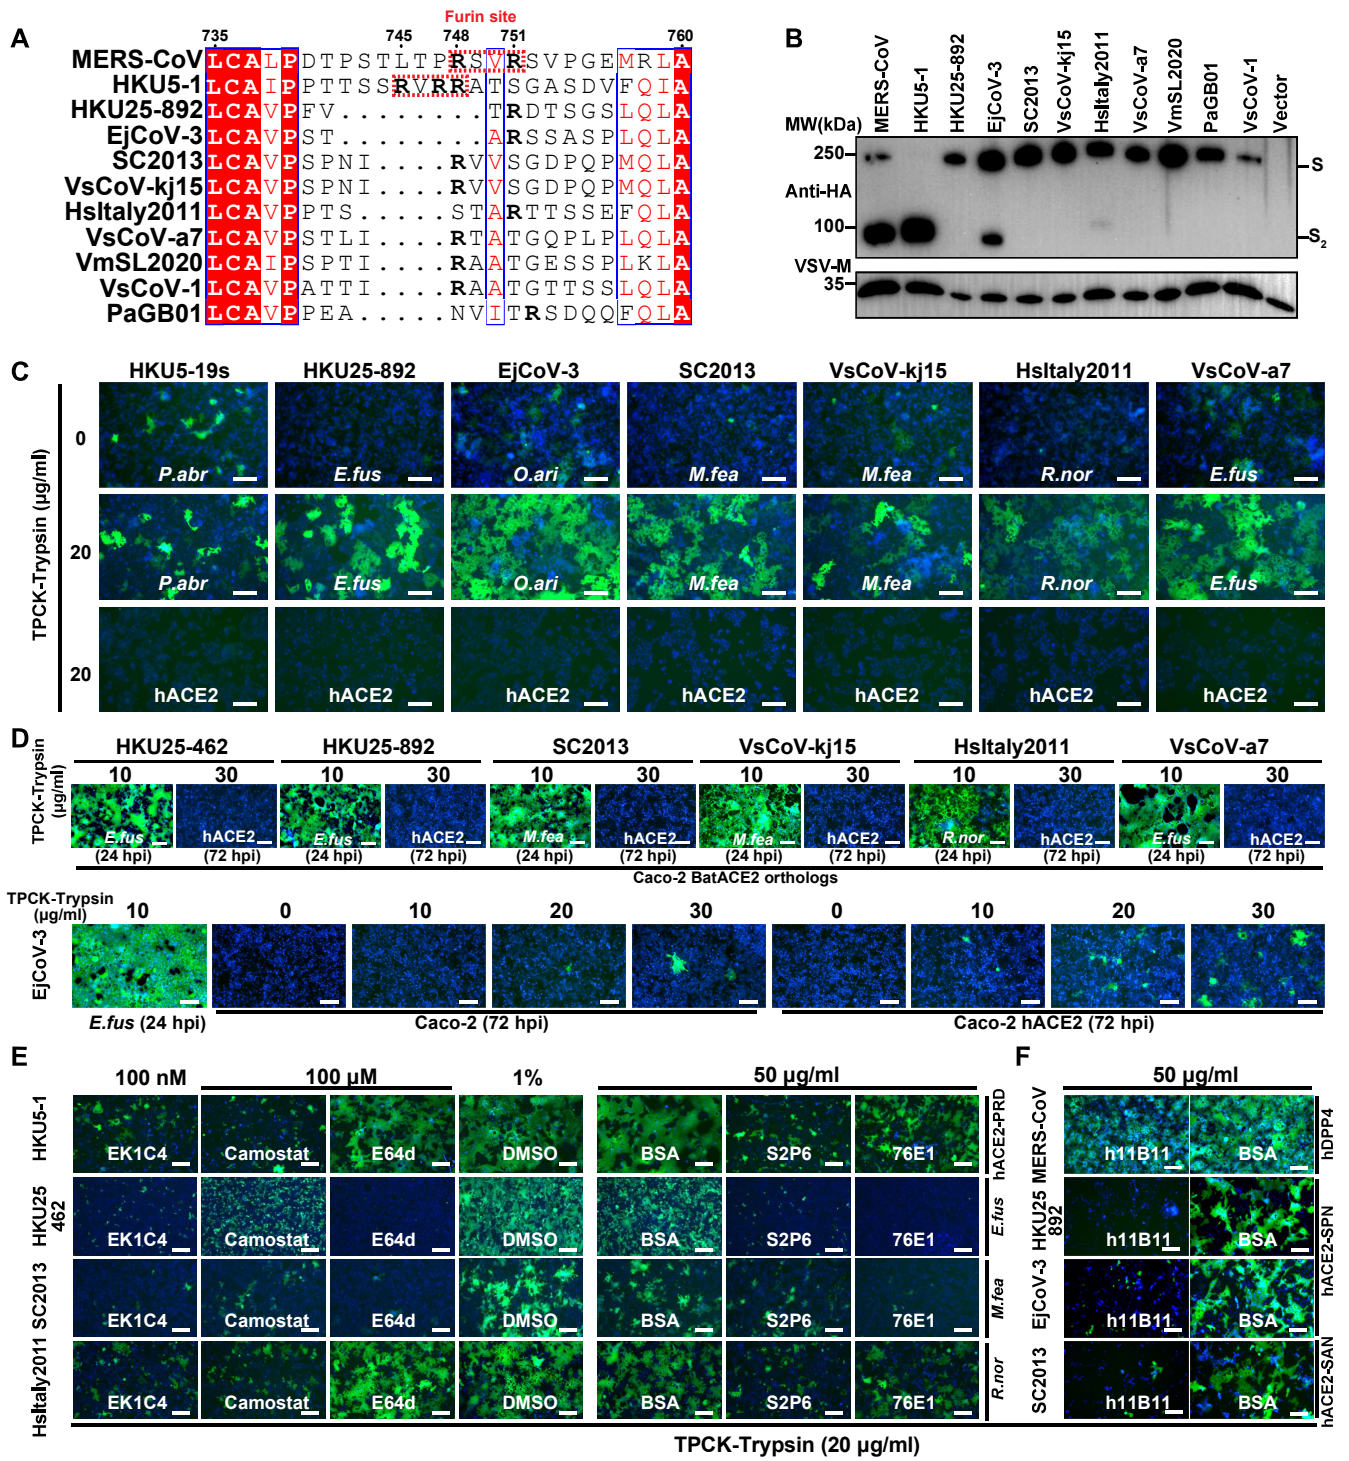 A
Furin site
735 745 748 751 760
MERS-CoV LCALPDTPSTLTPRSVRSVPGEMRLA
HKU5-1 LCAIPPTTSSRVRRATSGASDVFQIA
HKU25-892 LCAVPFV........TRDTSGSLQLA
EjCoV-3 LCAVPST........ARSSASPLQLA
SC2013 LCAVPSPNI....RVVSGDPQPMQLA
VsCoV-kj15 LCAVPSPNI....RVVSGDPQPMQLA
HsItaly2011 LCAVPPTS.....STARTTSSEFQLA
VsCoV-a7 LCAVPSTLI....RTATGQPLPLQLA
VmSL2020 LCAIPSPTI....RAATGESSPLKLA
VsCoV-1 LCAVPATTI....RAATGTTSSLQLA
PaGB01 LCAVPPEA.....NVITRSDQQFQLA
B
MERS-CoV HKU5-1 HKU25-892 EjCoV-3 SC2013 VsCoV-kj15 HsItaly2011 VsCoV-a7 VmSL2020 PaGB01 VsCoV-1 Vector
MW(kDa)
250 S
Anti-HA
100 S2
VSV-M
35
C
HKU5-19s HKU25-892 EjCoV-3 SC2013 VsCoV-kj15 HsItaly2011 VsCoV-a7
TPCK-Trypsin (µg/ml)
0
P.abr E.fus O.ari M.fea M.fea R.nor E.fus
20
P.abr E.fus O.ari M.fea M.fea R.nor E.fus
20
hACE2 hACE2 hACE2 hACE2 hACE2 hACE2 hACE2
D
HKU25-462 HKU25-892 SC2013 VsCoV-kj15 HsItaly2011 VsCoV-a7
TPCK-Trypsin
(µg/ml)
10 30 10 30 10 30 10 30 10 30 10 30
E.fus hACE2 E.fus hACE2 M.fea hACE2 M.fea hACE2 R.nor hACE2 E.fus hACE2
(24 hpi) (72 hpi) (24 hpi) (72 hpi) (24 hpi) (72 hpi) (24 hpi) (72 hpi) (24 hpi) (72 hpi) (24 hpi) (72 hpi)
Caco-2 BatACE2 orthologs
TPCK-Trypsin
(µg/ml) 10 0 10 20 30 0 10 20 30
EjCoV-3
E.fus (24 hpi) Caco-2 (72 hpi) Caco-2 hACE2 (72 hpi)
E
100 nM 100 µM 1% 50 µg/ml
HKU5-1
EK1C4 Camostat E64d DMSO BSA S2P6 76E1
hACE2-PRD
HKU25
462
EK1C4 Camostat E64d DMSO BSA S2P6 76E1
E.fus
SC2013
EK1C4 Camostat E64d DMSO BSA S2P6 76E1
M.fea
HsItaly2011
EK1C4 Camostat E64d DMSO BSA S2P6 76E1
R.nor
F
50 µg/ml
MERS-CoV
h11B11 BSA
hDPP4
HKU25
892
h11B11 BSA
hACE2-SPN
EjCoV-3
h11B11 BSA
SC2013
h11B11 BSA
hACE2-SAN
TPCK-Trypsin (20 µg/ml)